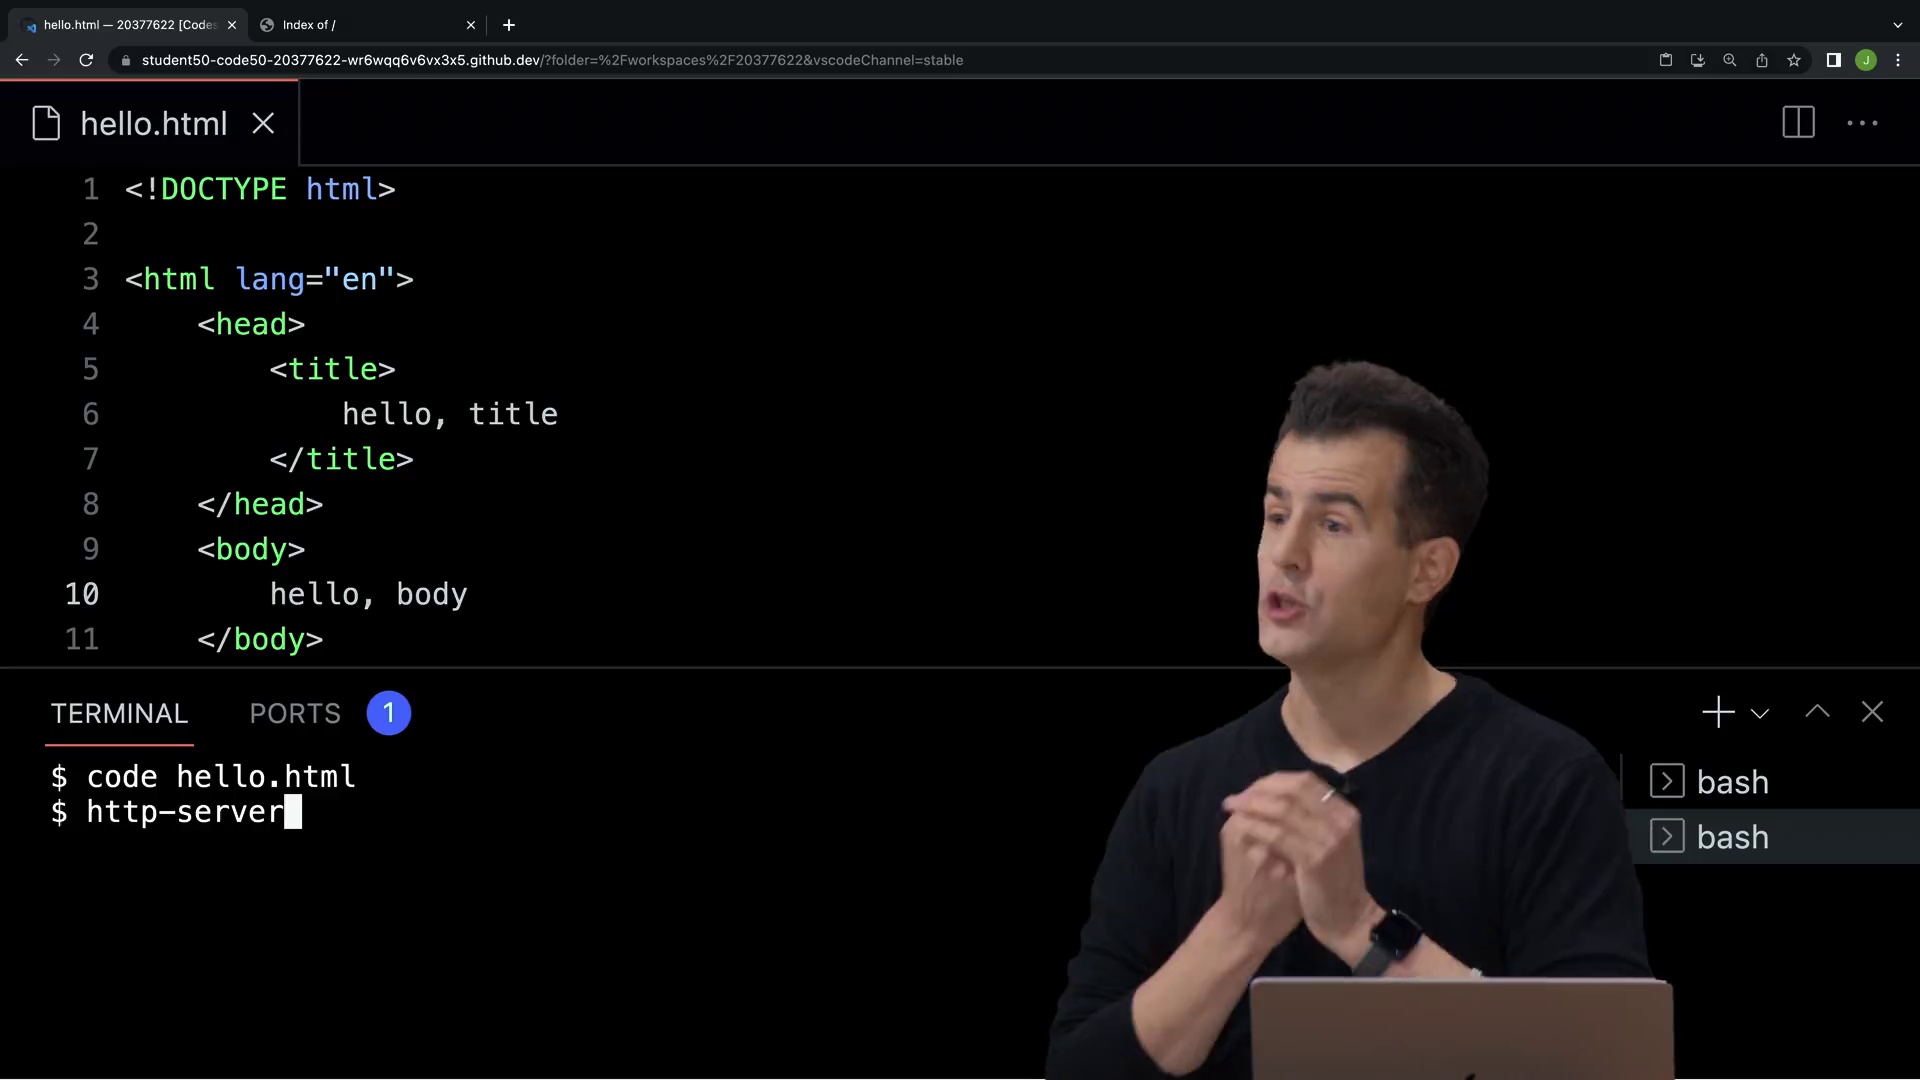 hello.html — 20377622 [Codes
Index of /
student50-code50-20377622-wr6wqq6v6vx3x5.github.dev/?folder=%2Fworkspaces%2F20377622&vscodeChannel=stable
J
hello.html
1 <!DOCTYPE html>
2
3 <html lang="en">
4 <head>
5 <title>
6 hello, title
7 </title>
8 </head>
9 <body>
10 hello, body
11 </body>
TERMINAL PORTS 1
$ code hello.html
$ http-server
bash
bash